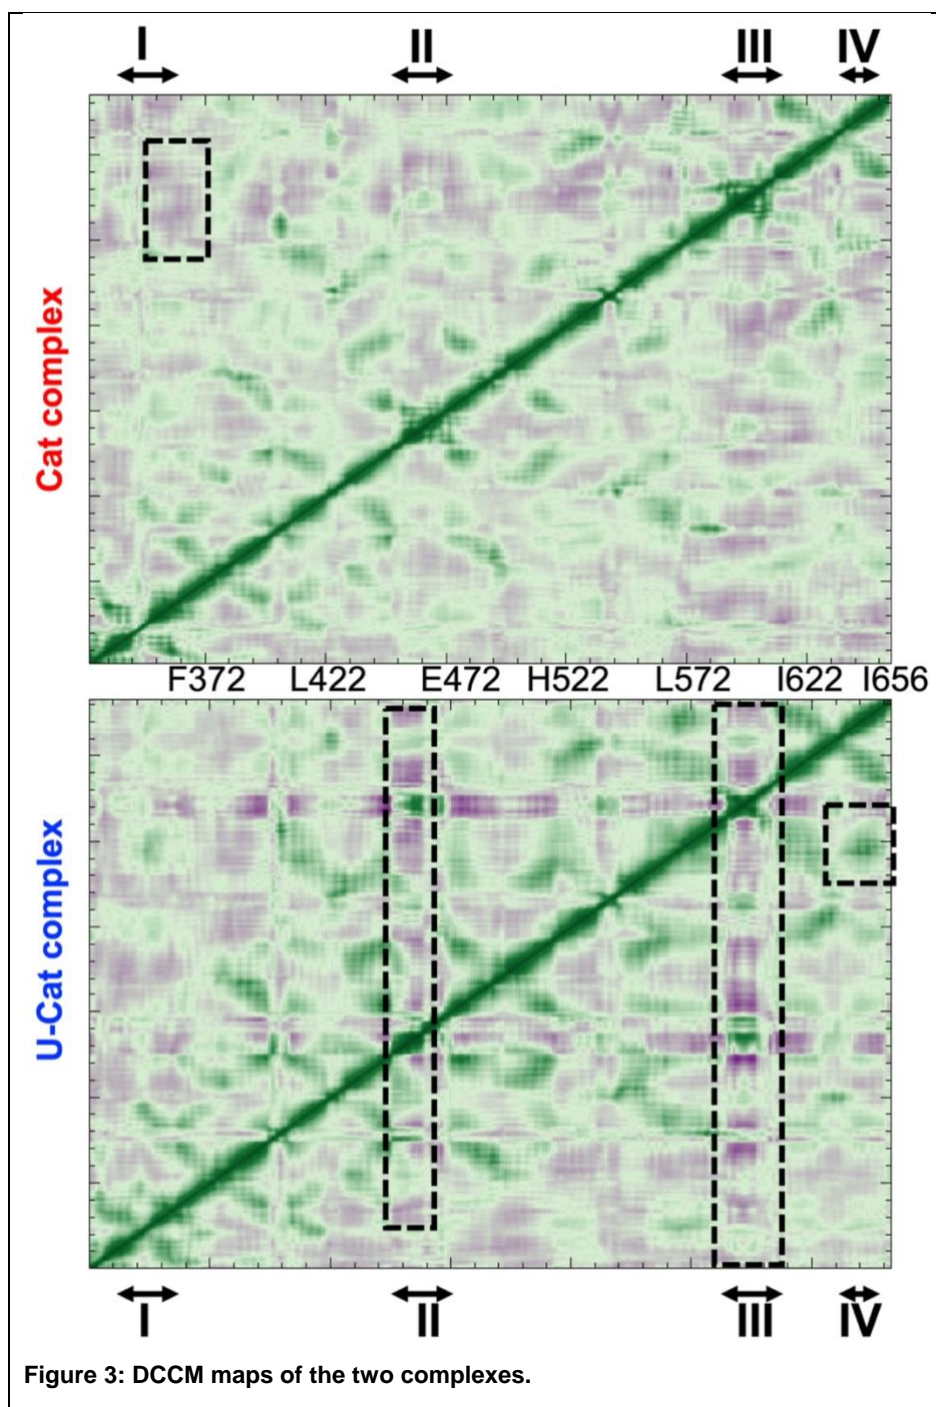 I II III IV
Cat complex
F372 L422 E472 H522 L572 I622 I656
U-Cat complex
I II III IV
Figure 3: DCCM maps of the two complexes.